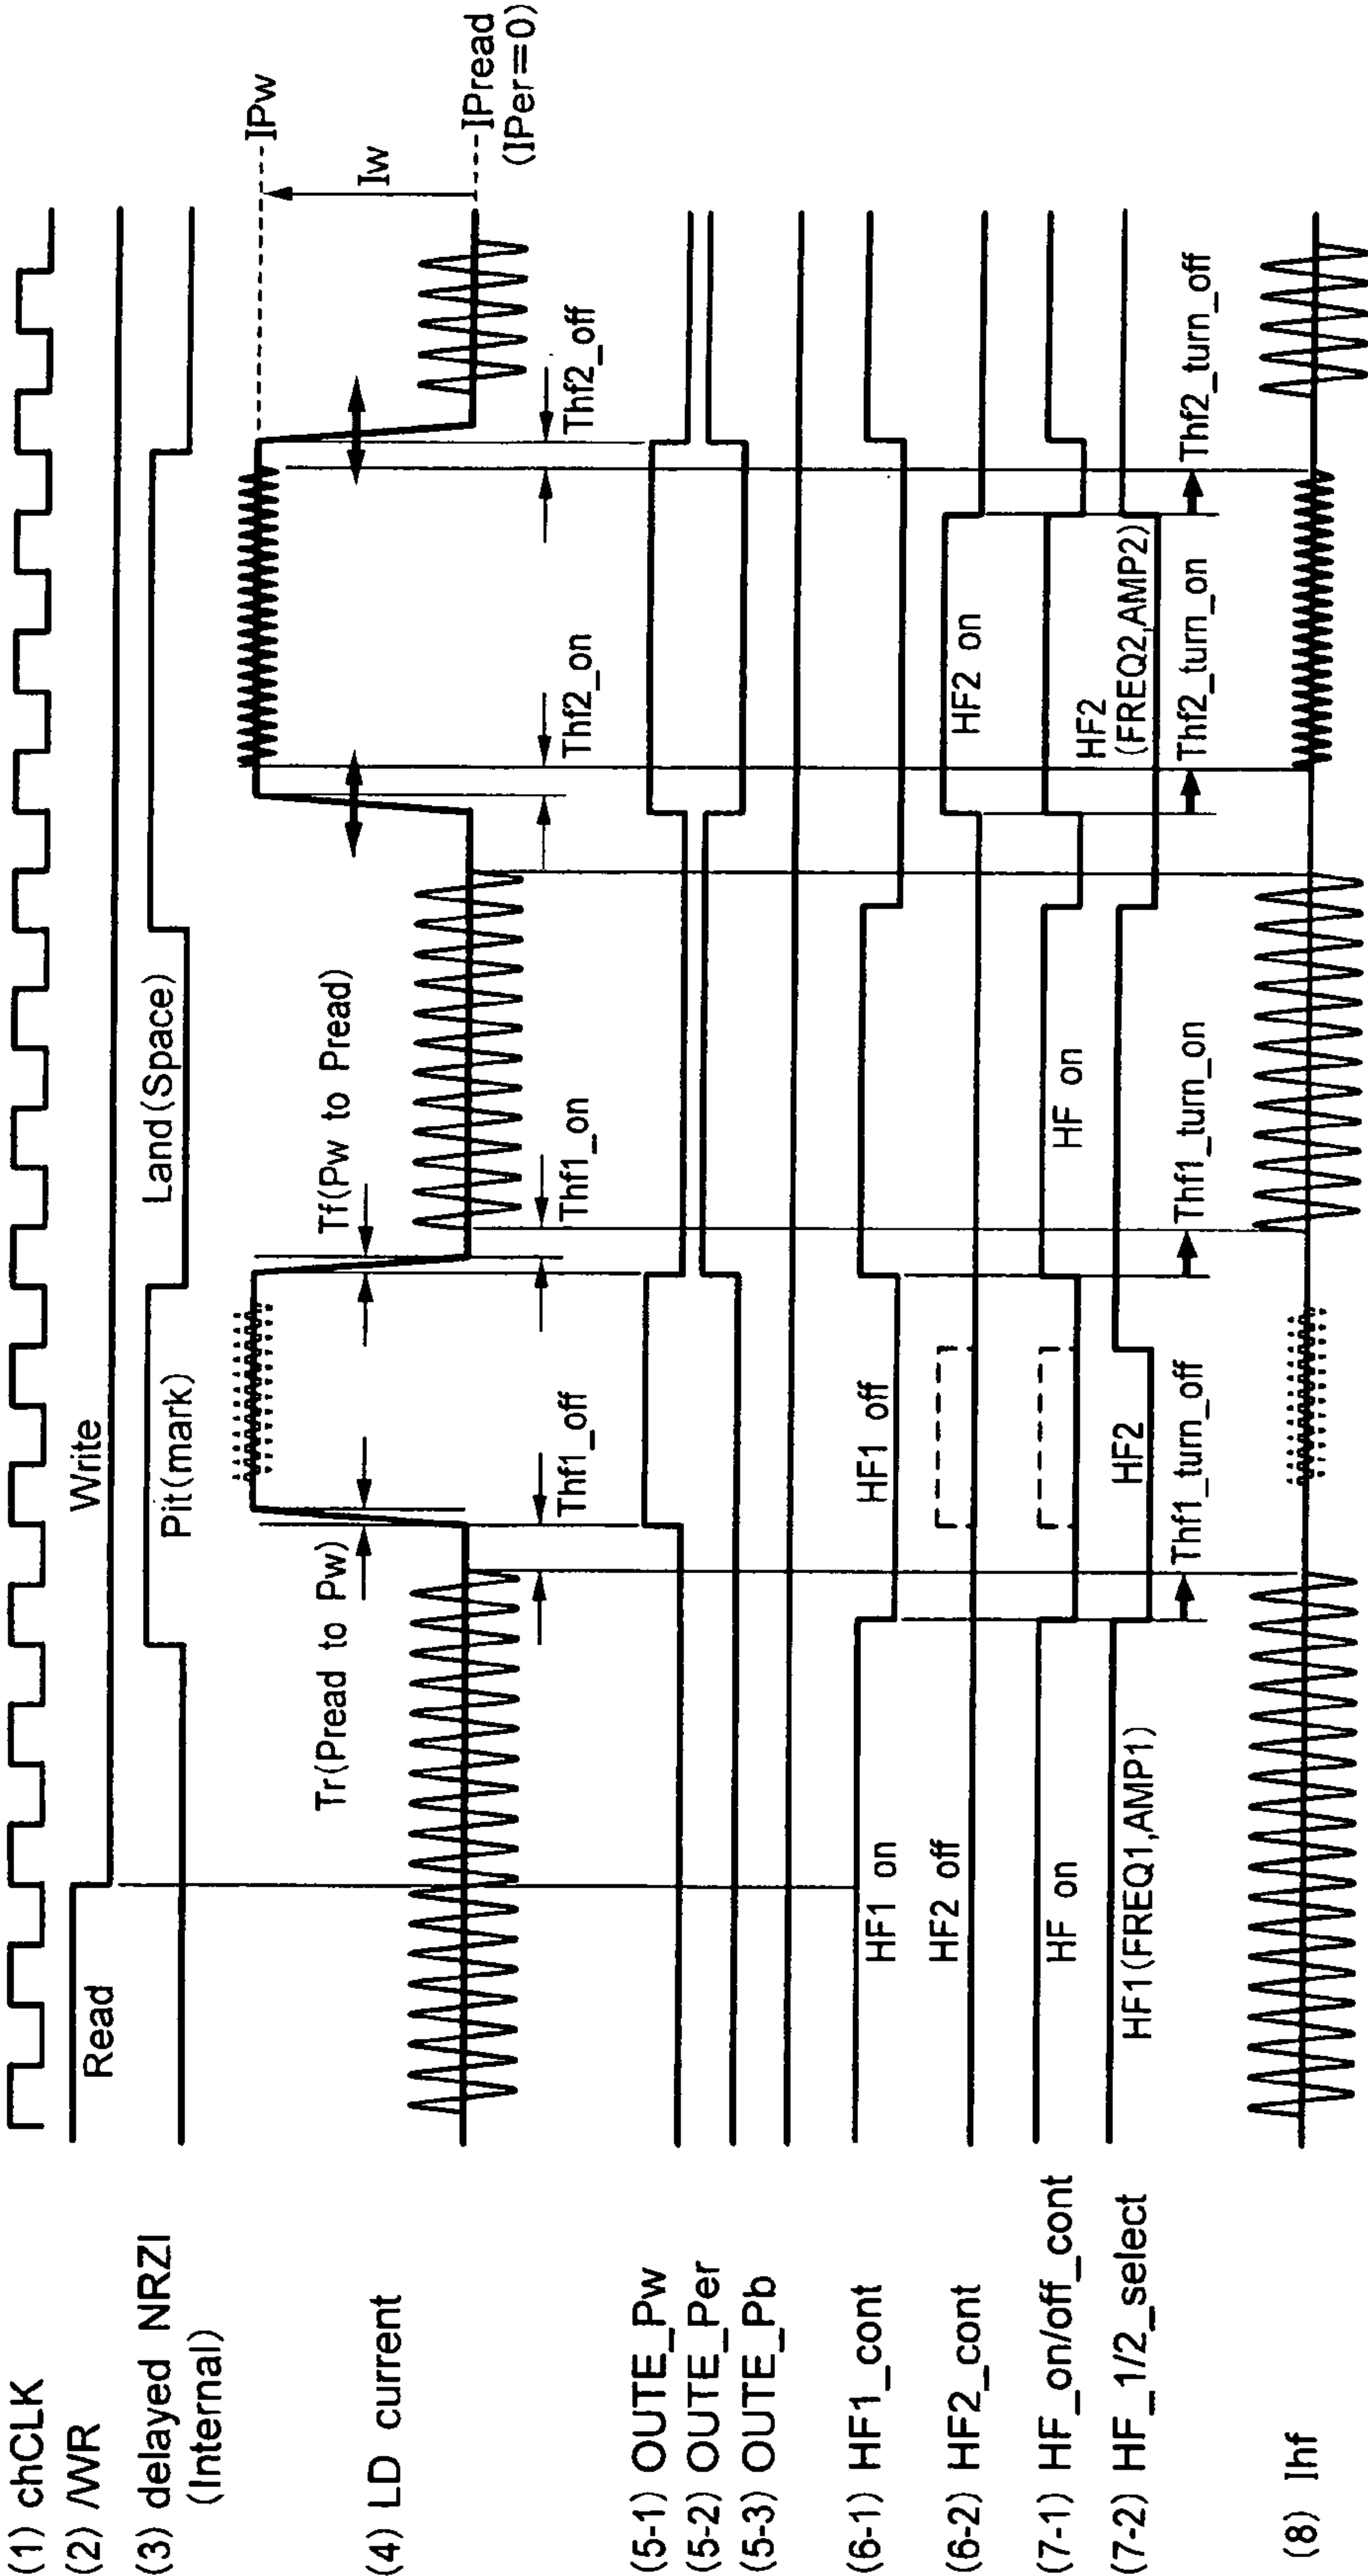 (1) chCLK
(2) /WR
Read
Write
(3) delayed NRZI
(Internal)
Pit(mark)
Land(Space)
(4) LD current
Tr(Pread to Pw)
Tf(Pw to Pread)
IPw
Iw
IPread
(IPer=0)
Thf1_off
Thf1_on
Thf2_on
Thf2_off
(5-1) OUTE_Pw
(5-2) OUTE_Per
(5-3) OUTE_Pb
(6-1) HF1_cont
HF1 on
HF1 off
(6-2) HF2_cont
HF2 off
HF2 on
(7-1) HF_on/off_cont
HF on
HF on
(7-2) HF_1/2_select
HF1(FREQ1,AMP1)
HF2
HF2
(FREQ2,AMP2)
Thf1_turn_off
Thf1_turn_on
Thf2_turn_on
Thf2_turn_off
(8) Ihf